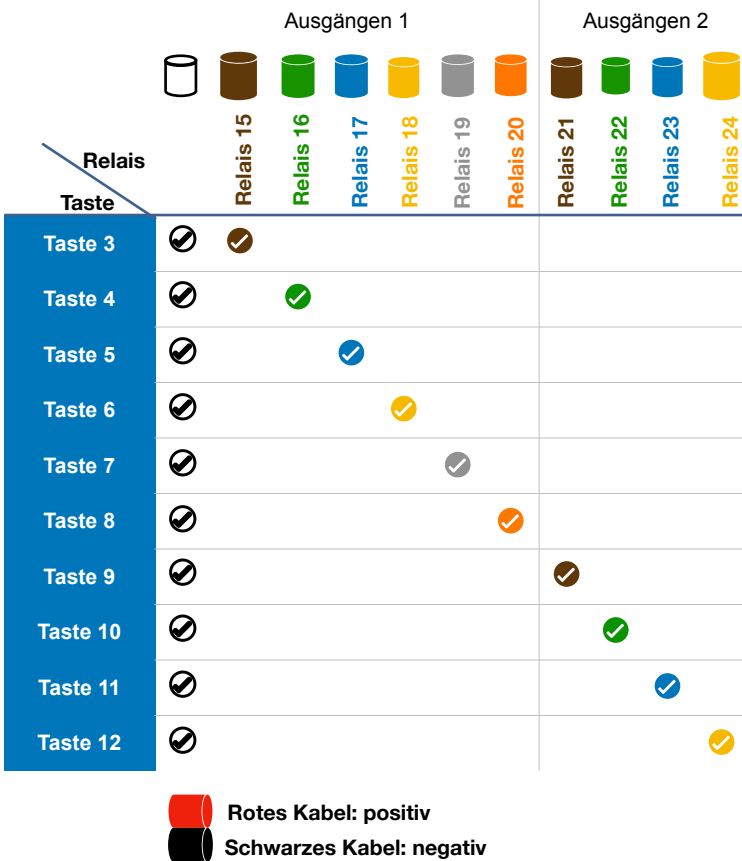 Ausgängen 1
Ausgängen 2
Relais
Taste
Relais 15
Relais 16
Relais 17
Relais 18
Relais 19
Relais 20
Relais 21
Relais 22
Relais 23
Relais 24
Taste 3
Taste 4
Taste 5
Taste 6
Taste 7
Taste 8
Taste 9
Taste 10
Taste 11
Taste 12
Rotes Kabel: positiv
Schwarzes Kabel: negativ